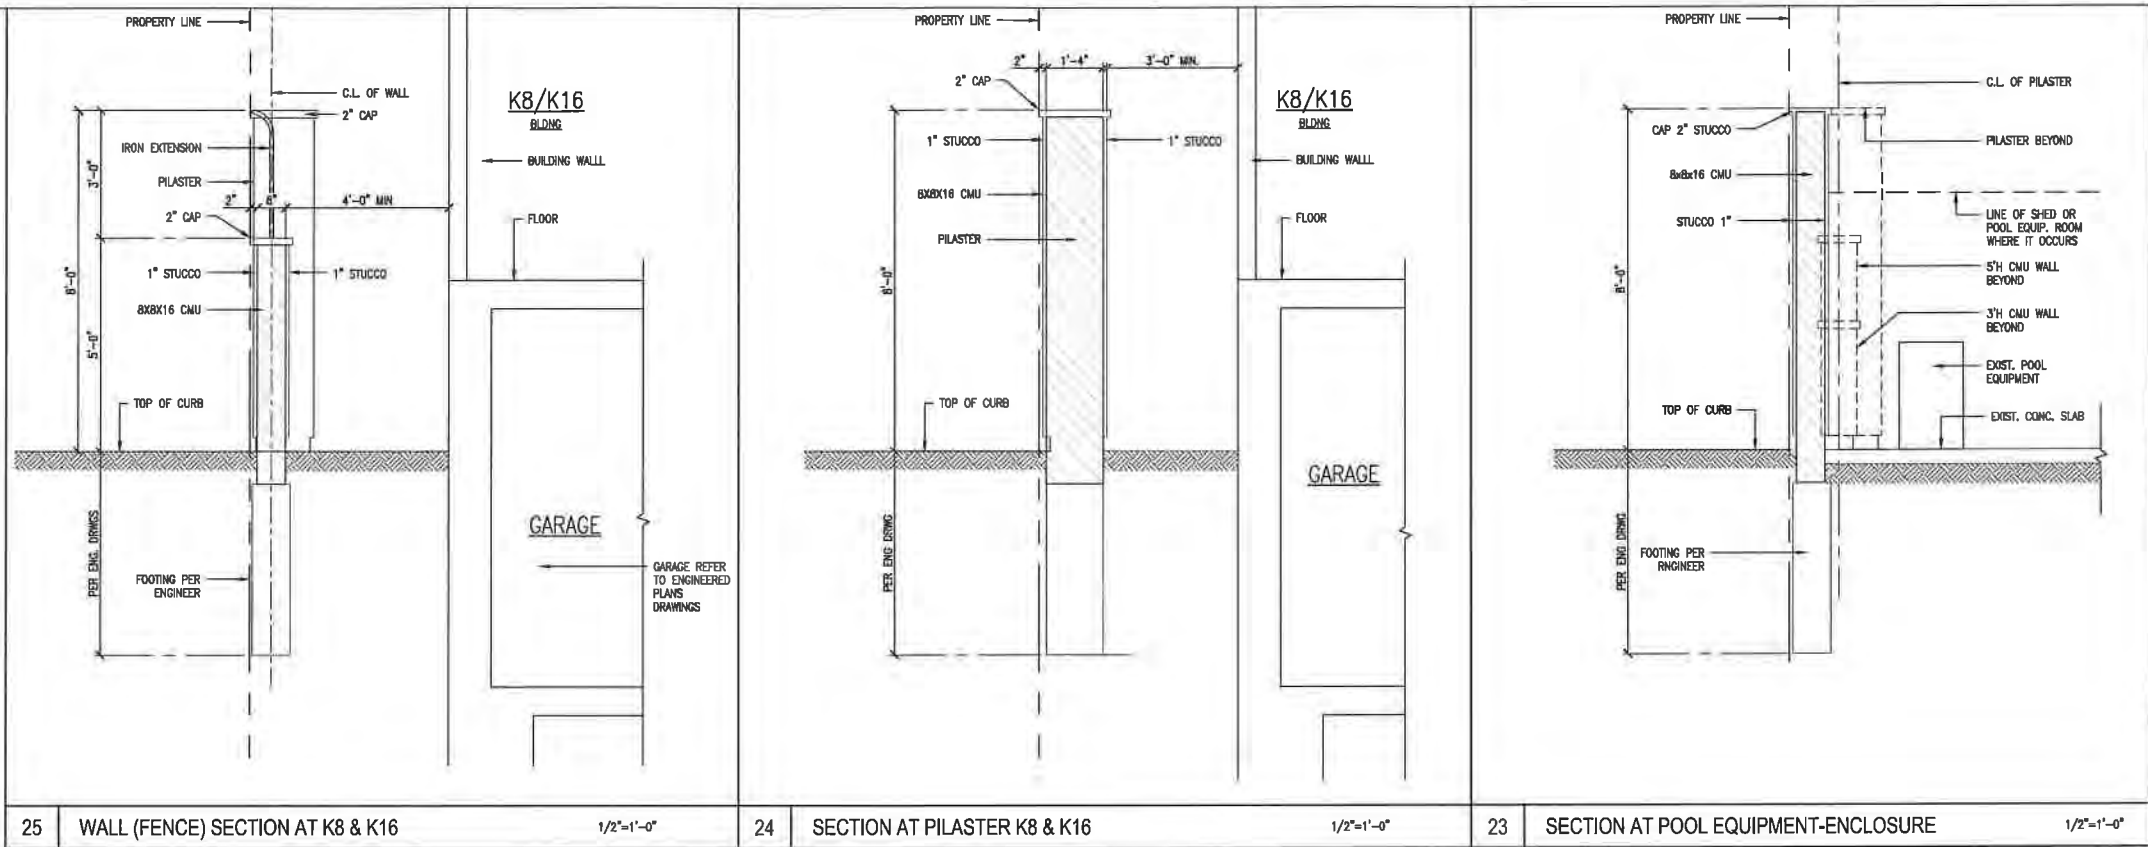 PROPERTY LINE
C.L. OF WALL
2" CAP
IRON EXTENSION
PILASTER
2"
8"
4'-0" MIN
2" CAP
1" STUCCO
1" STUCCO
8X8X16 CMU
3'-0"
8'-0"
5'-0"
TOP OF CURB
PER ENG. DRWGS
FOOTING PER
ENGINEER
K8/K16
BLDNG
BUILDING WALLL
FLOOR
GARAGE
GARAGE REFER
TO ENGINEERED
PLANS
DRAWINGS
25
WALL (FENCE) SECTION AT K8 & K16
1/2"=1'-0"
PROPERTY LINE
2"
1'-4"
3'-0" MIN.
2" CAP
1" STUCCO
1" STUCCO
8X8X16 CMU
PILASTER
8'-0"
TOP OF CURB
PER ENG DRWG
K8/K16
BLDNG
BUILDING WALLL
FLOOR
GARAGE
24
SECTION AT PILASTER K8 & K16
1/2"=1'-0"
PROPERTY LINE
C.L. OF PILASTER
CAP 2" STUCCO
PILASTER BEYOND
8x8x16 CMU
STUCCO 1"
LINE OF SHED OR
POOL EQUIP. ROOM
WHERE IT OCCURS
5'H CMU WALL
BEYOND
8'-0"
3'H CMU WALL
BEYOND
EXIST. POOL
EQUIPMENT
TOP OF CURB
EXIST. CONC. SLAB
PER ENG DRWG
FOOTING PER
RNGINEER
23
SECTION AT POOL EQUIPMENT-ENCLOSURE
1/2"=1'-0"